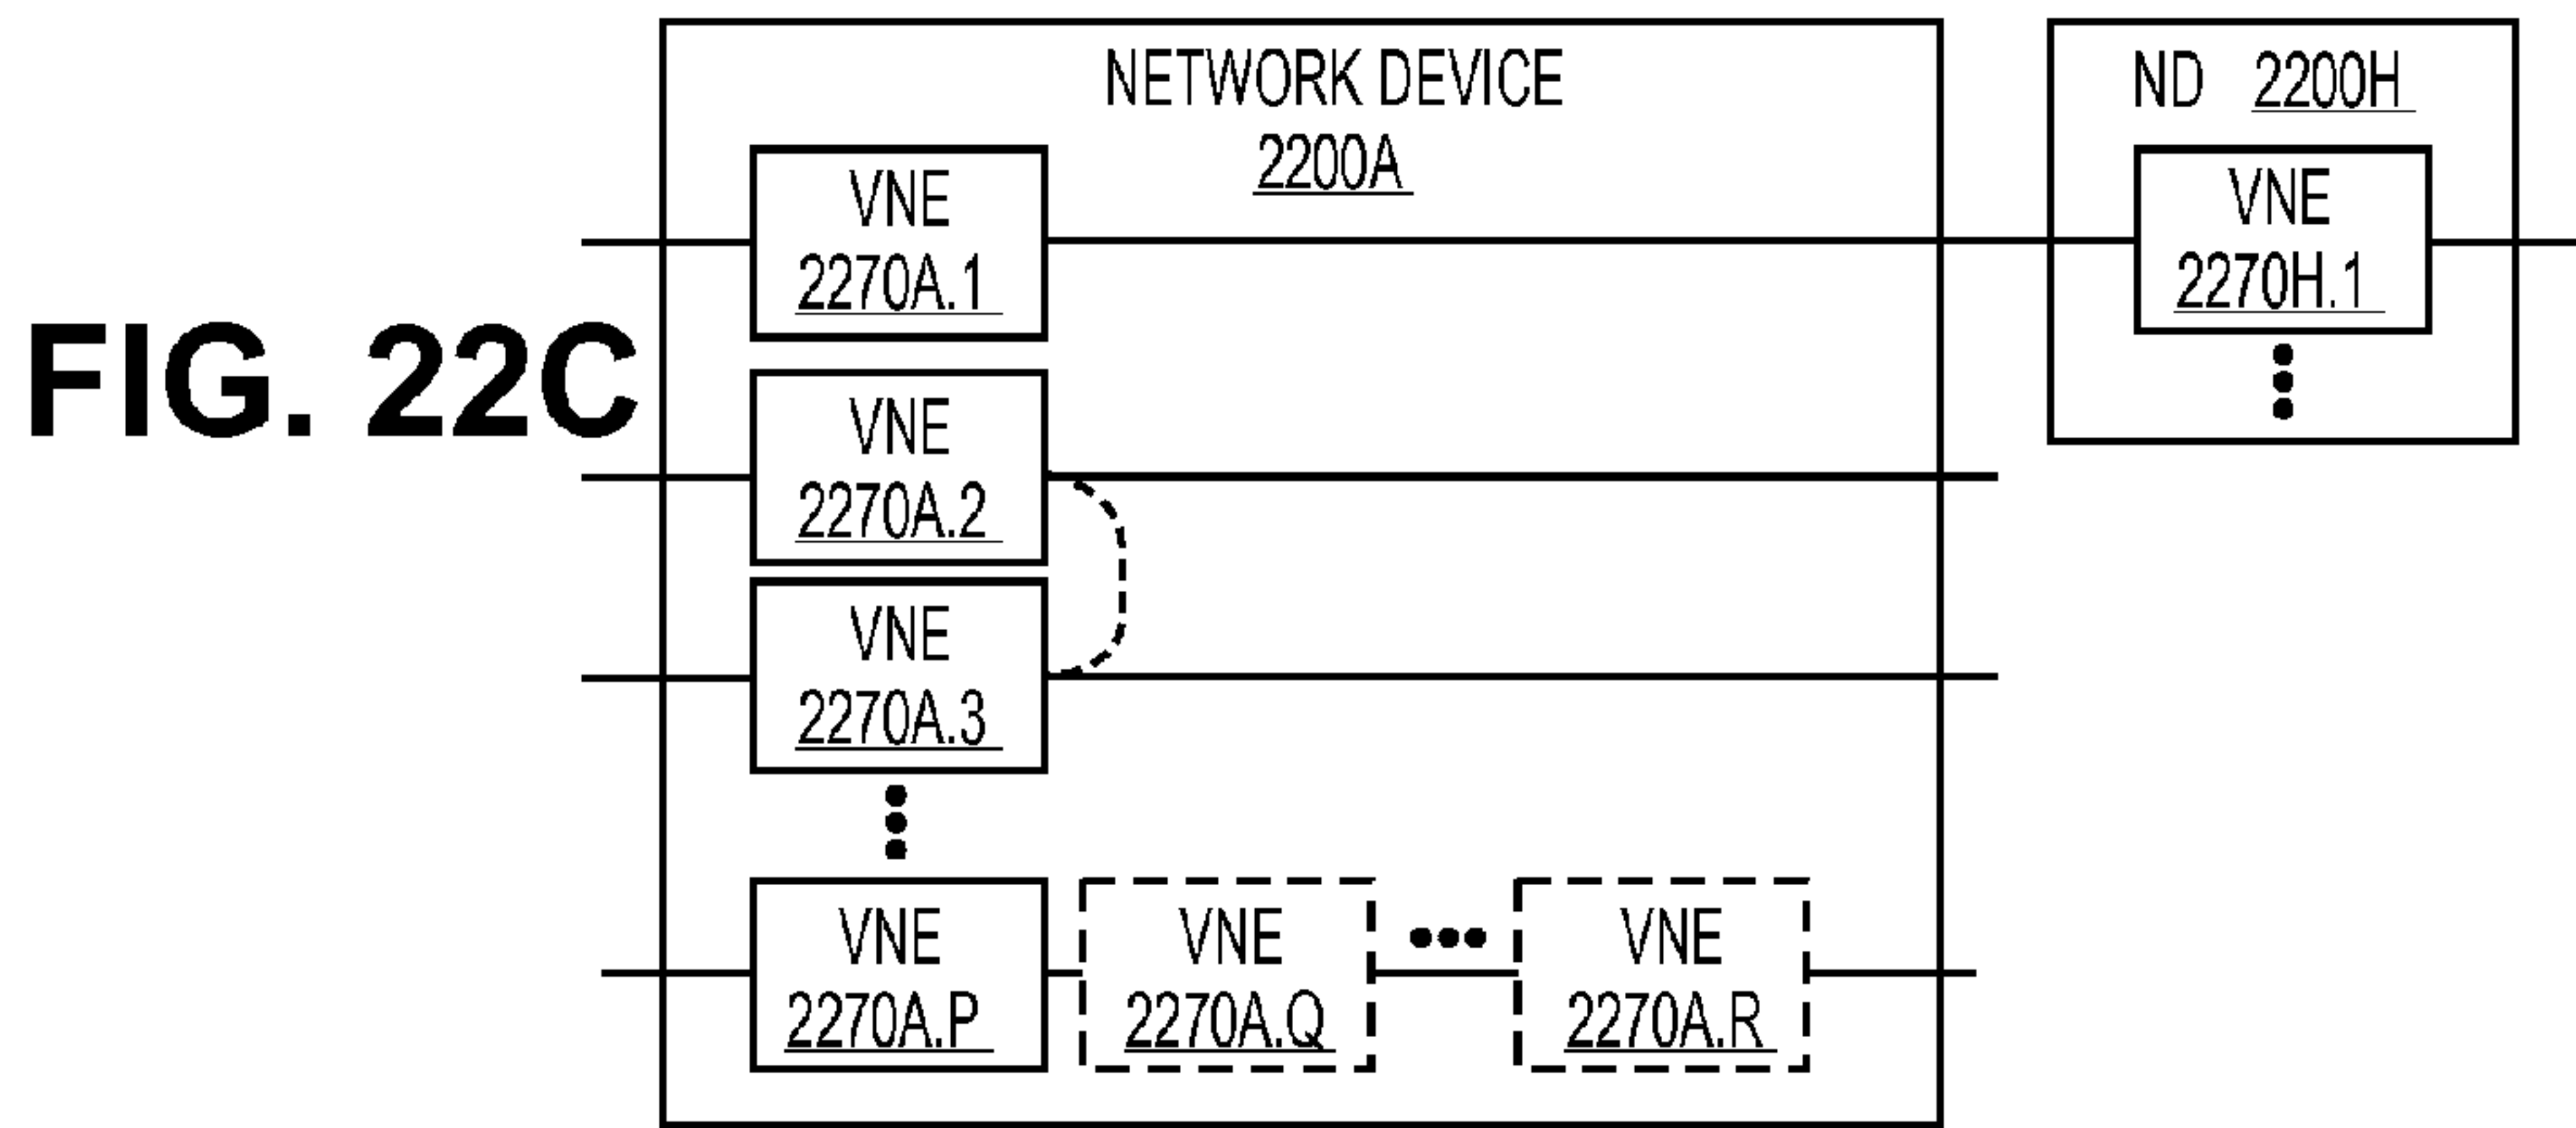 FIG. 22C
NETWORK DEVICE
2200A
VNE
2270A.1
VNE
2270A.2
VNE
2270A.3
VNE
2270A.P
VNE
2270A.Q
VNE
2270A.R
ND 2200H
VNE
2270H.1